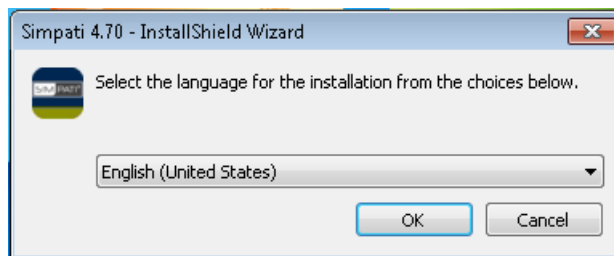 Simpati 4.70 - InstallShield Wizard
SIMPATI
Select the language for the installation from the choices below.
English (United States)
OK
Cancel